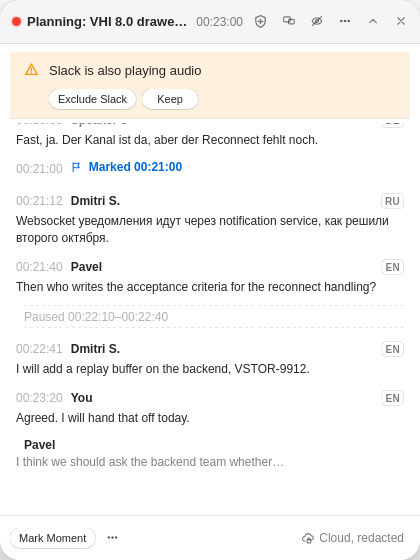 Planning: VHI 8.0 drawe… 00:23:00
Slack is also playing audio
Exclude Slack Keep
Fast, ja. Der Kanal ist da, aber der Reconnect fehlt noch.
00:21:00 Marked 00:21:00
00:21:12 Dmitri S. RU
Websocket уведомления идут через notification service, как решили
второго октября.
00:21:40 Pavel EN
Then who writes the acceptance criteria for the reconnect handling?
Paused 00:22:10–00:22:40
00:22:41 Dmitri S. EN
I will add a replay buffer on the backend, VSTOR-9912.
00:23:20 You EN
Agreed. I will hand that off today.
Pavel
I think we should ask the backend team whether…
Mark Moment Cloud, redacted